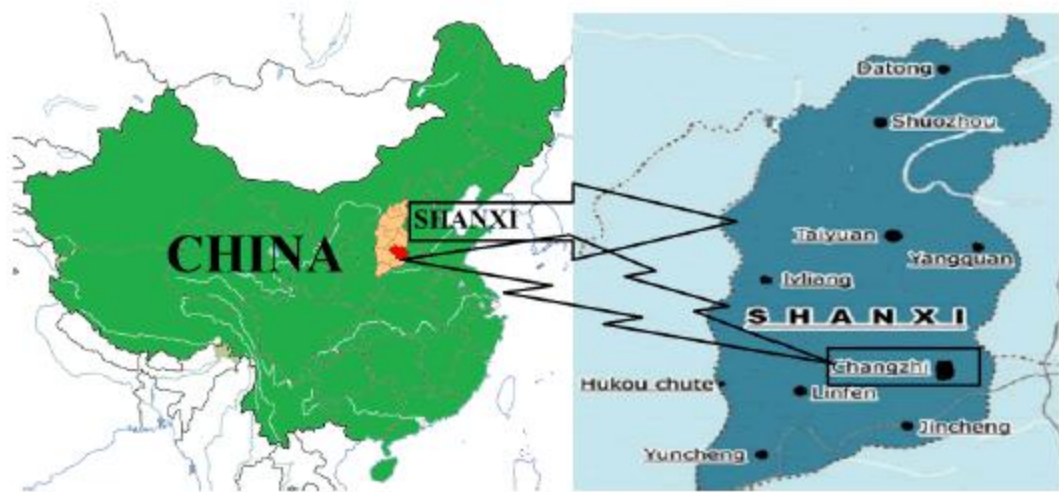 CHINA
SHANXI
Datong
Shuozhou
Taiyuan
Yangquan
lvliang
SHANXI
Changzhi
Hukou chute
Linfen
Jincheng
Yuncheng